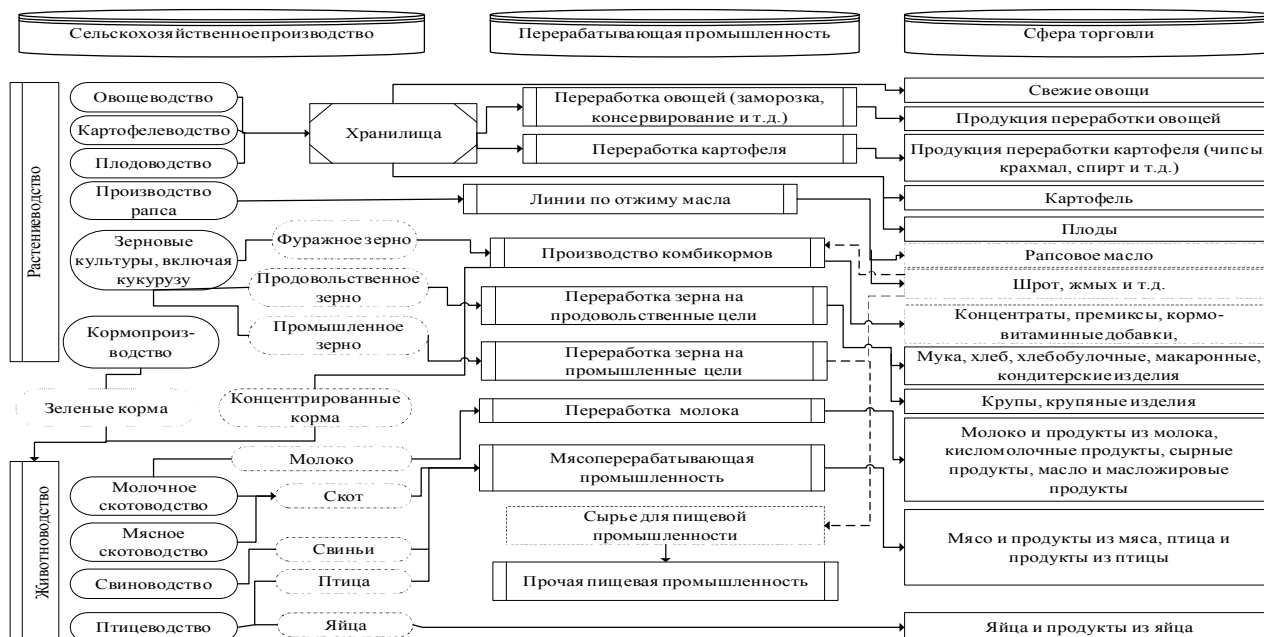 Сельскохозяйственное производство
Перерабатывающая промышленность
Сфера торговли
Растениеводство
Овощеводство
Картофелеводство
Плодоводство
Производство
рапса
Зерновые
культуры, включая
кукурузу
Кормопроиз-
водство
Хранилища
Фуражное зерно
Продовольственное
зерно
Промышленное
зерно
Зеленые корма
Концентрированные
корма
Переработка овощей (заморозка,
консервирование и т.д.)
Переработка картофеля
Линии по отжиму масла
Производство комбикормов
Переработка зерна на
продовольственные цели
Переработка зерна на
промышленные цели
Переработка молока
Мясоперерабатывающая
промышленность
Сырье для пищевой
промышленности
Прочая пищевая промышленность
Свежие овощи
Продукция переработки овощей
Продукция переработки картофеля (чипсы,
крахмал, спирт и т.д.)
Картофель
Плоды
Рапсовое масло
Шрот, жмых и т.д.
Концентраты, премиксы, кормо-
витаминные добавки,
Мука, хлеб, хлебобулочные, макаронные,
кондитерские изделия
Крупы, крупяные изделия
Молоко и продукты из молока,
кисломолочные продукты, сырные
продукты, масло и масложировые
продукты
Мясо и продукты из мяса, птица и
продукты из птицы
Яйца и продукты из яйца
Животноводство
Молочное
скотоводство
Мясное
скотоводство
Свиноводство
Птицеводство
Молоко
Скот
Свиньи
Птица
Яйца